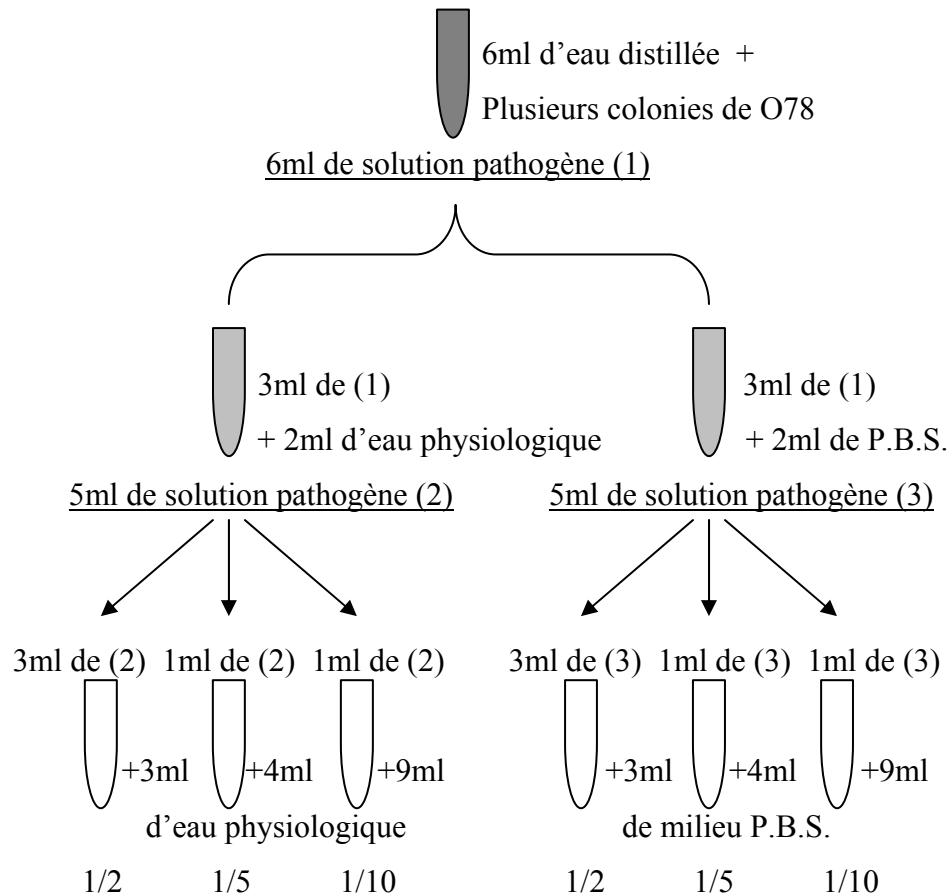 6ml d'eau distillée +
Plusieurs colonies de O78
6ml de solution pathogène (1)
3ml de (1)
+ 2ml d'eau physiologique
5ml de solution pathogène (2)
3ml de (1)
+ 2ml de P.B.S.
5ml de solution pathogène (3)
3ml de (2) 1ml de (2) 1ml de (2)
+3ml +4ml +9ml
d'eau physiologique
1/2 1/5 1/10
3ml de (3) 1ml de (3) 1ml de (3)
+3ml +4ml +9ml
de milieu P.B.S.
1/2 1/5 1/10